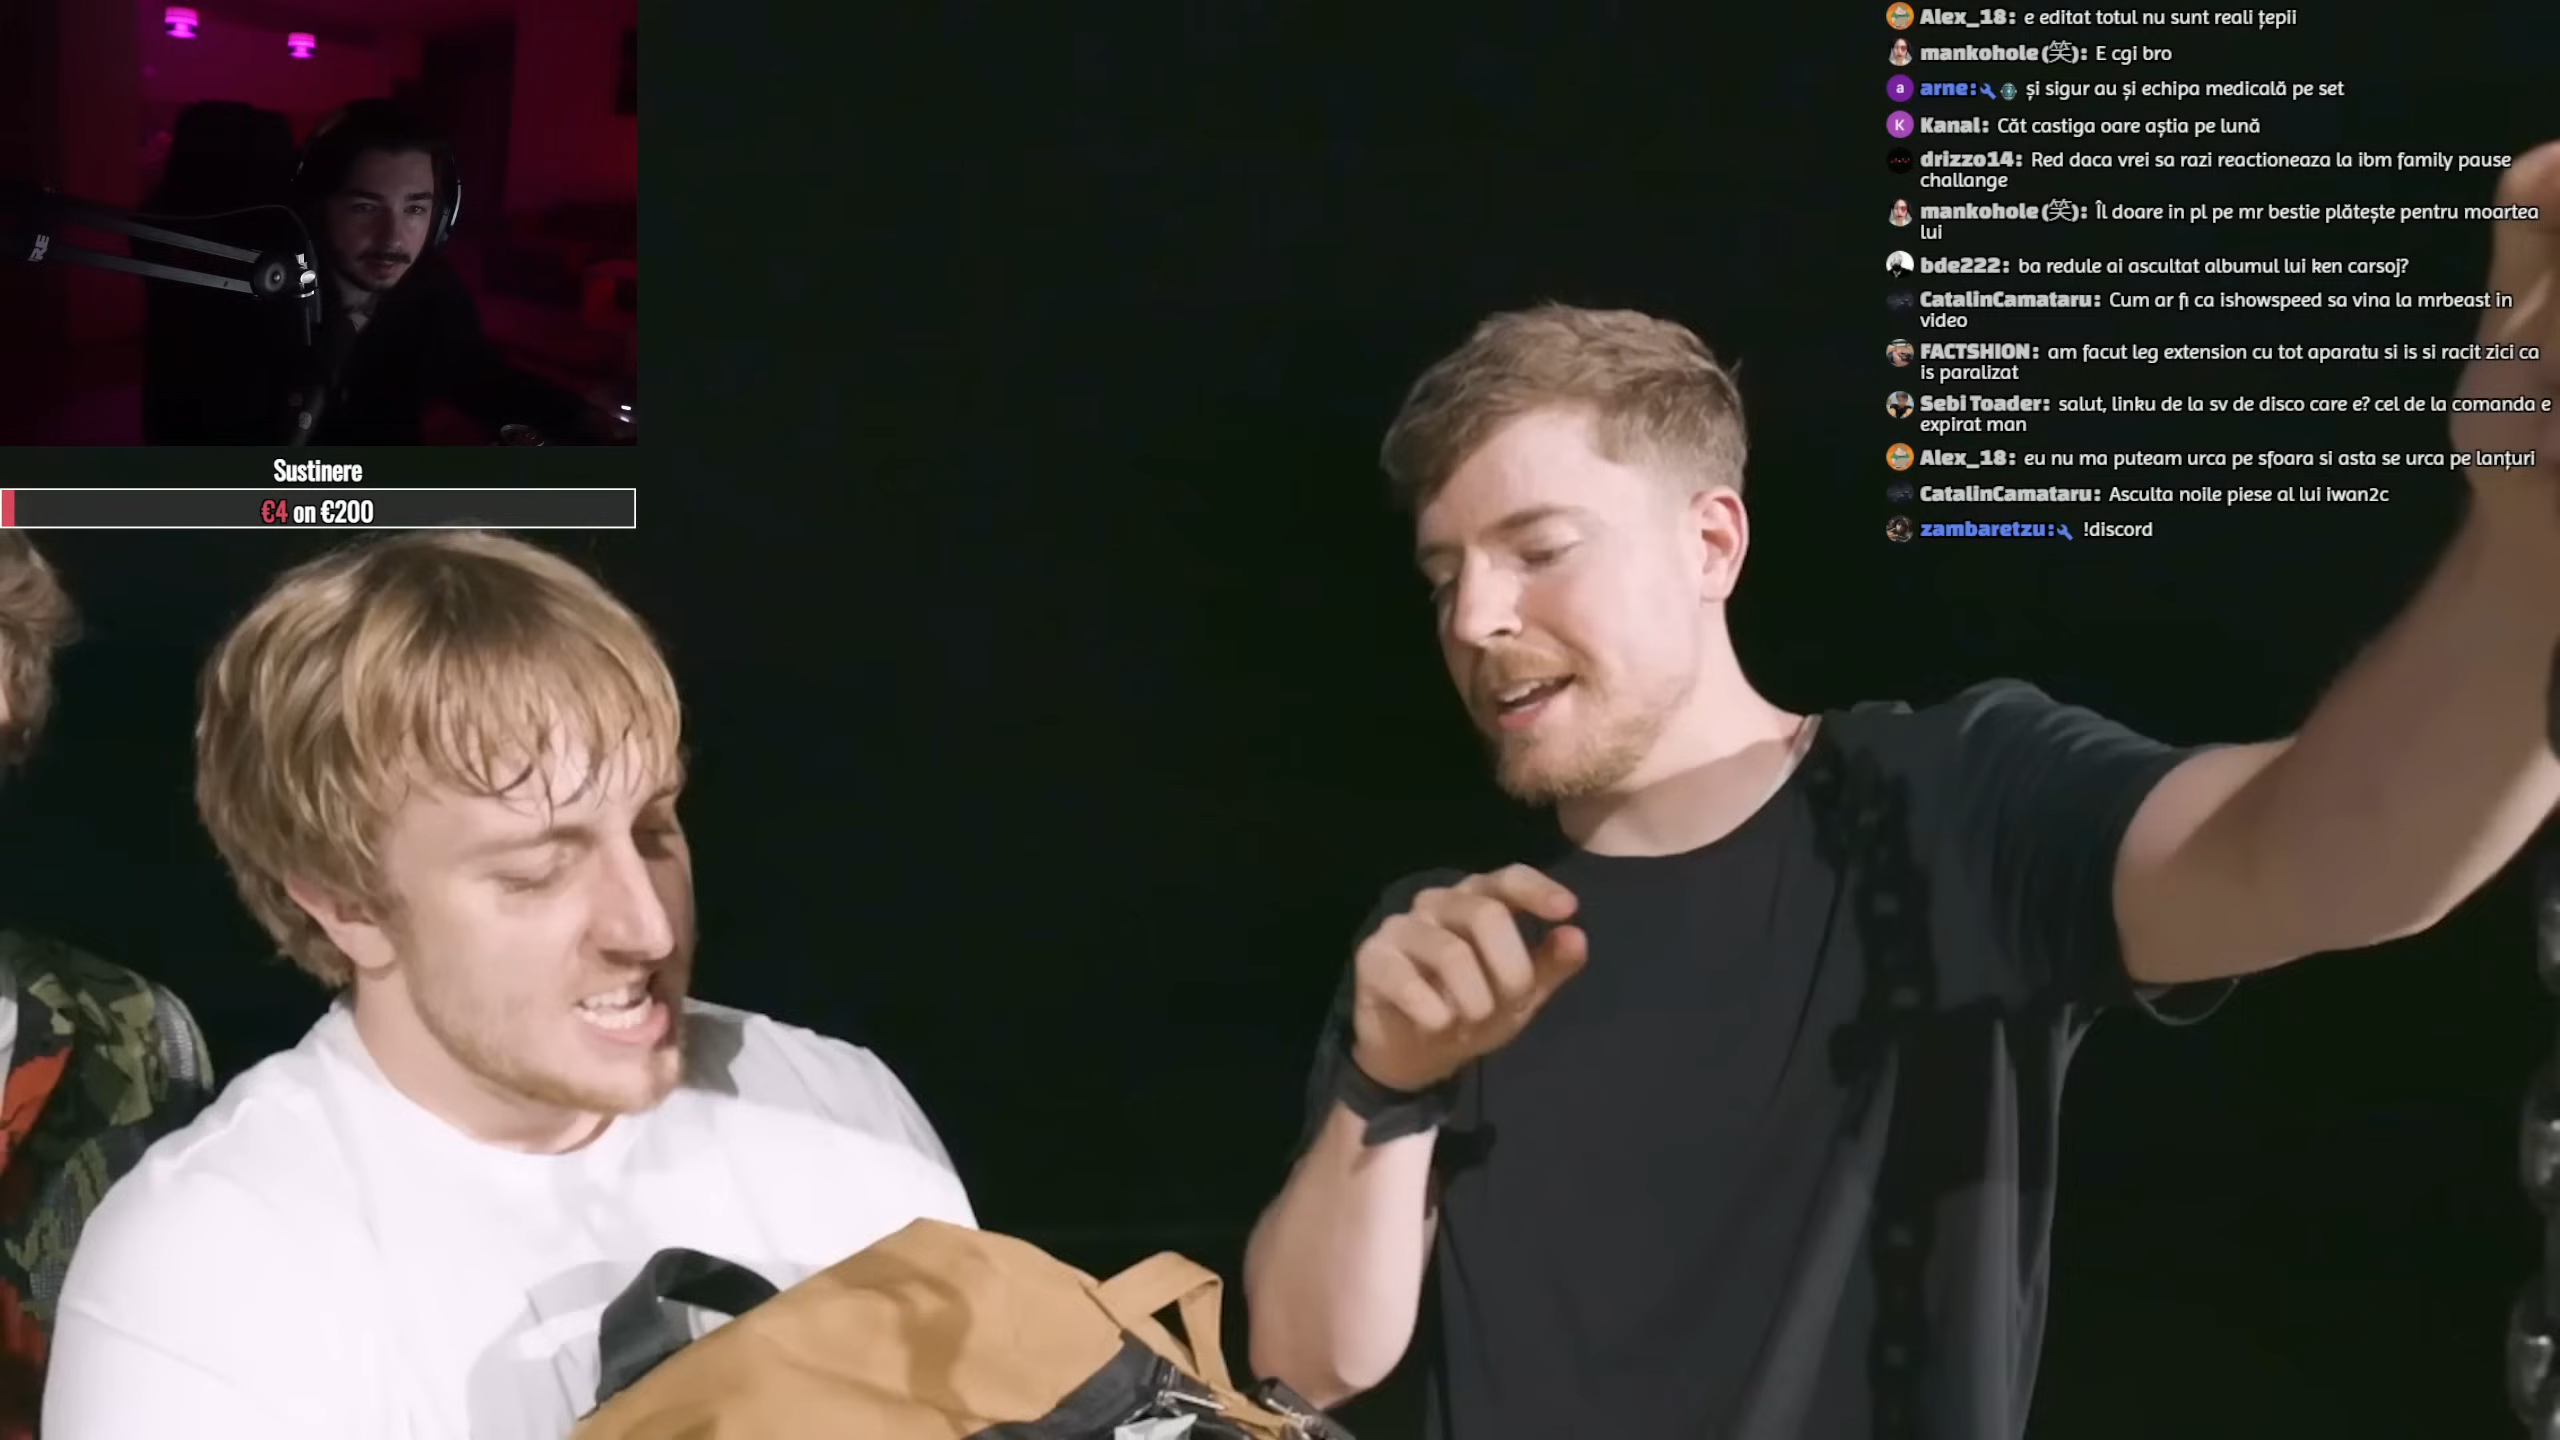 Sustinere
€4 on €200
Alex_18: e editat totul nu sunt reali țepii
mankohole(笑): E cgi bro
a arne: și sigur au și echipa medicală pe set
K Kanal: Căt castiga oare aștia pe lună
drizzo14: Red daca vrei sa razi reactioneaza la ibm family pause
challange
mankohole(笑): Îl doare in pl pe mr bestie plătește pentru moartea
lui
bde222: ba redule ai ascultat albumul lui ken carsoj?
CatalinCamataru: Cum ar fi ca ishowspeed sa vina la mrbeast in
video
FACTSHION: am facut leg extension cu tot aparatu si is si racit zici ca
is paralizat
Sebi Toader: salut, linku de la sv de disco care e? cel de la comanda e
expirat man
Alex_18: eu nu ma puteam urca pe sfoara si asta se urca pe lanțuri
CatalinCamataru: Asculta noile piese al lui iwan2c
zambaretzu: !discord